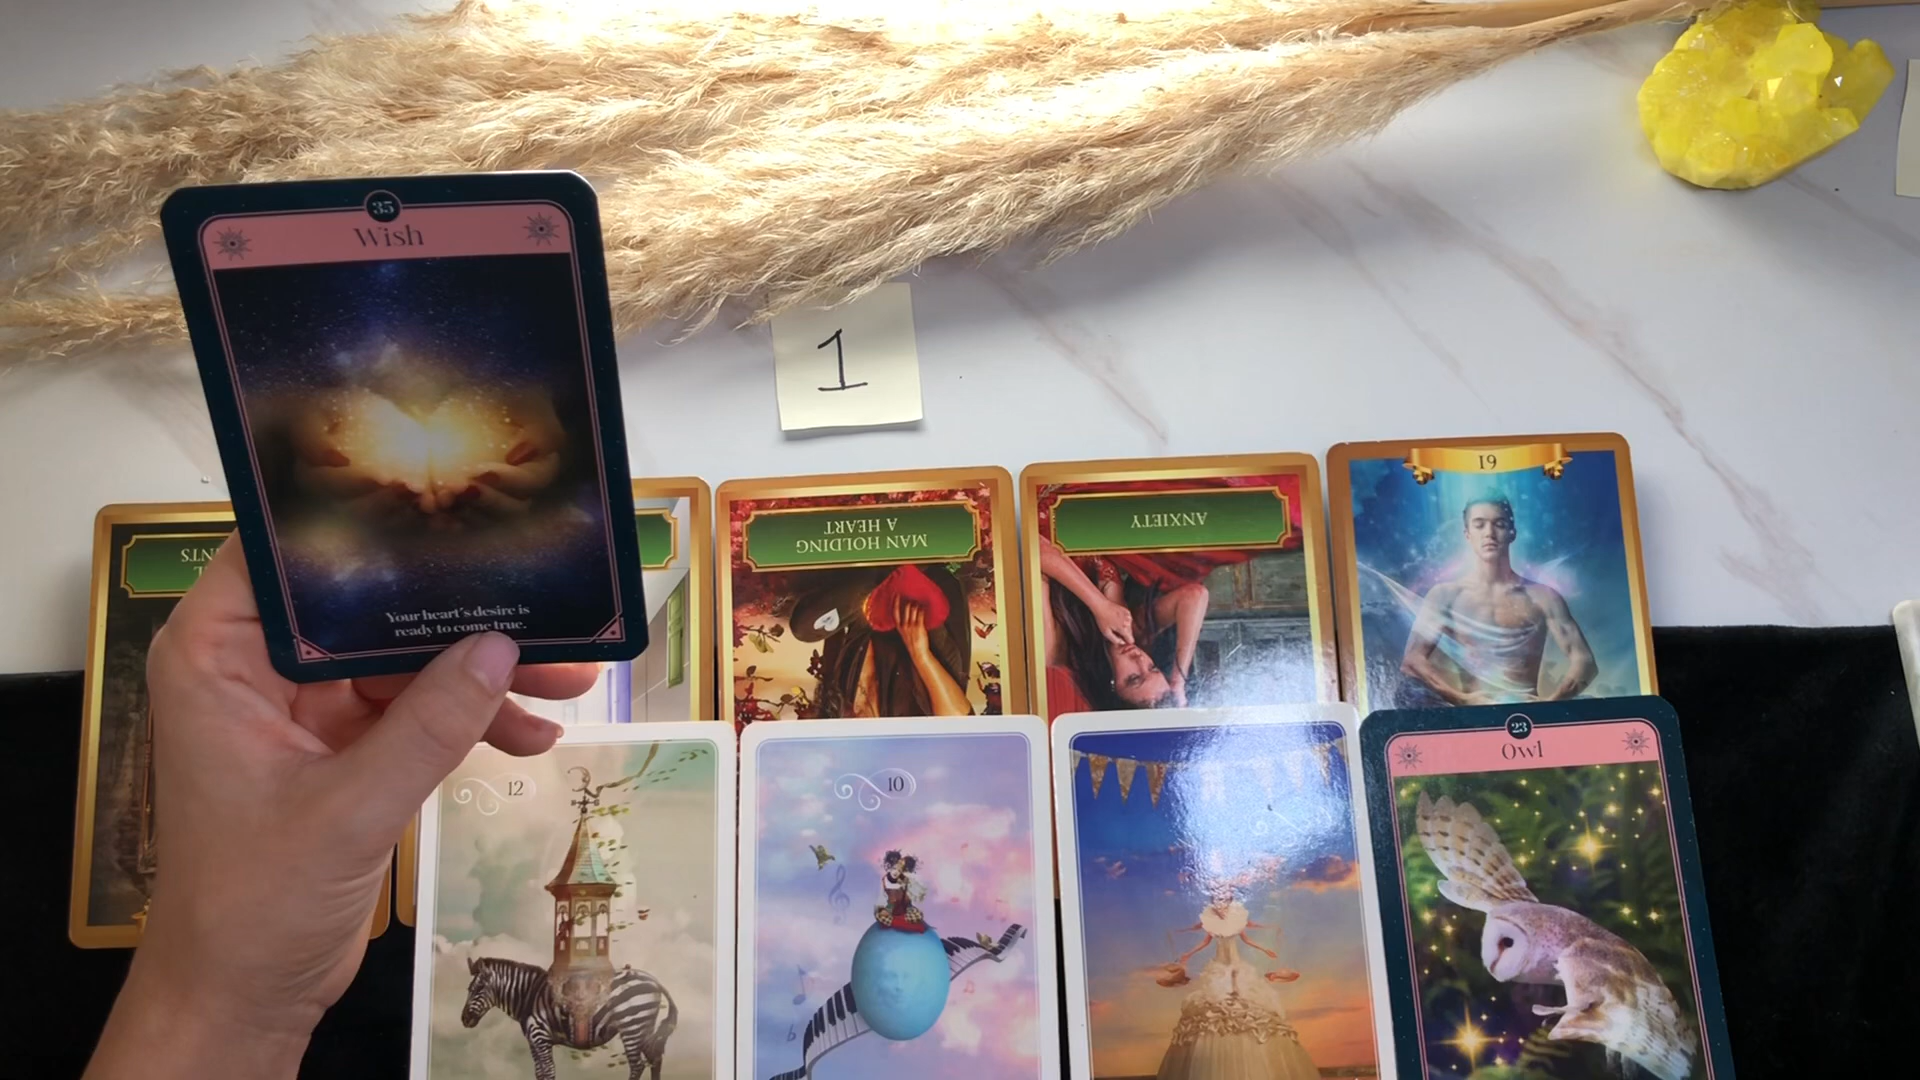 35
Wish
Your heart's desire is
ready to come true.
1
NTS
MAN HOLDING
A HEART
ANXIETY
19
12
10
23
Owl